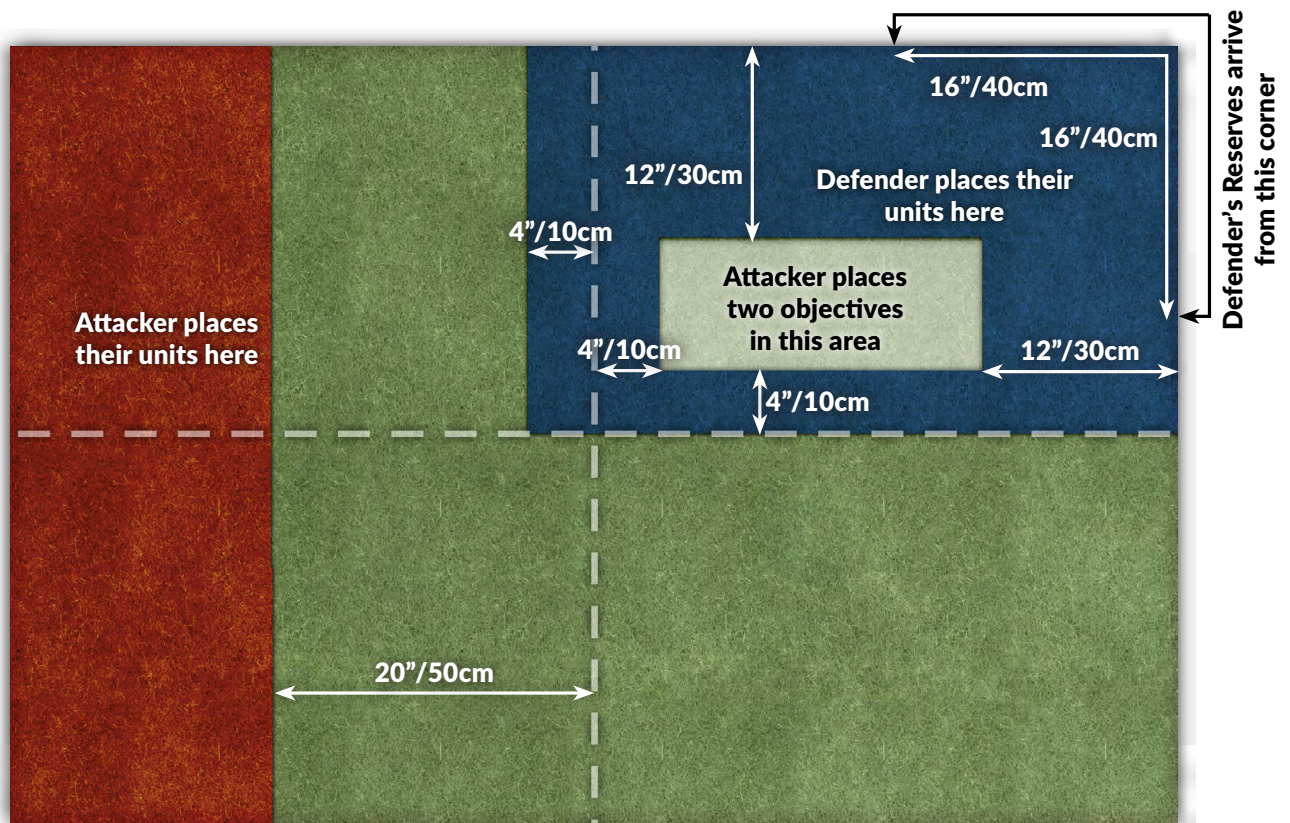 16”/40cm
16”/40cm
Defender’s Reserves arrive
from this corner
12”/30cm
Defender places their
units here
4”/10cm
Attacker places
two objectives
in this area
Attacker places
their units here
4”/10cm
12”/30cm
4”/10cm
20”/50cm